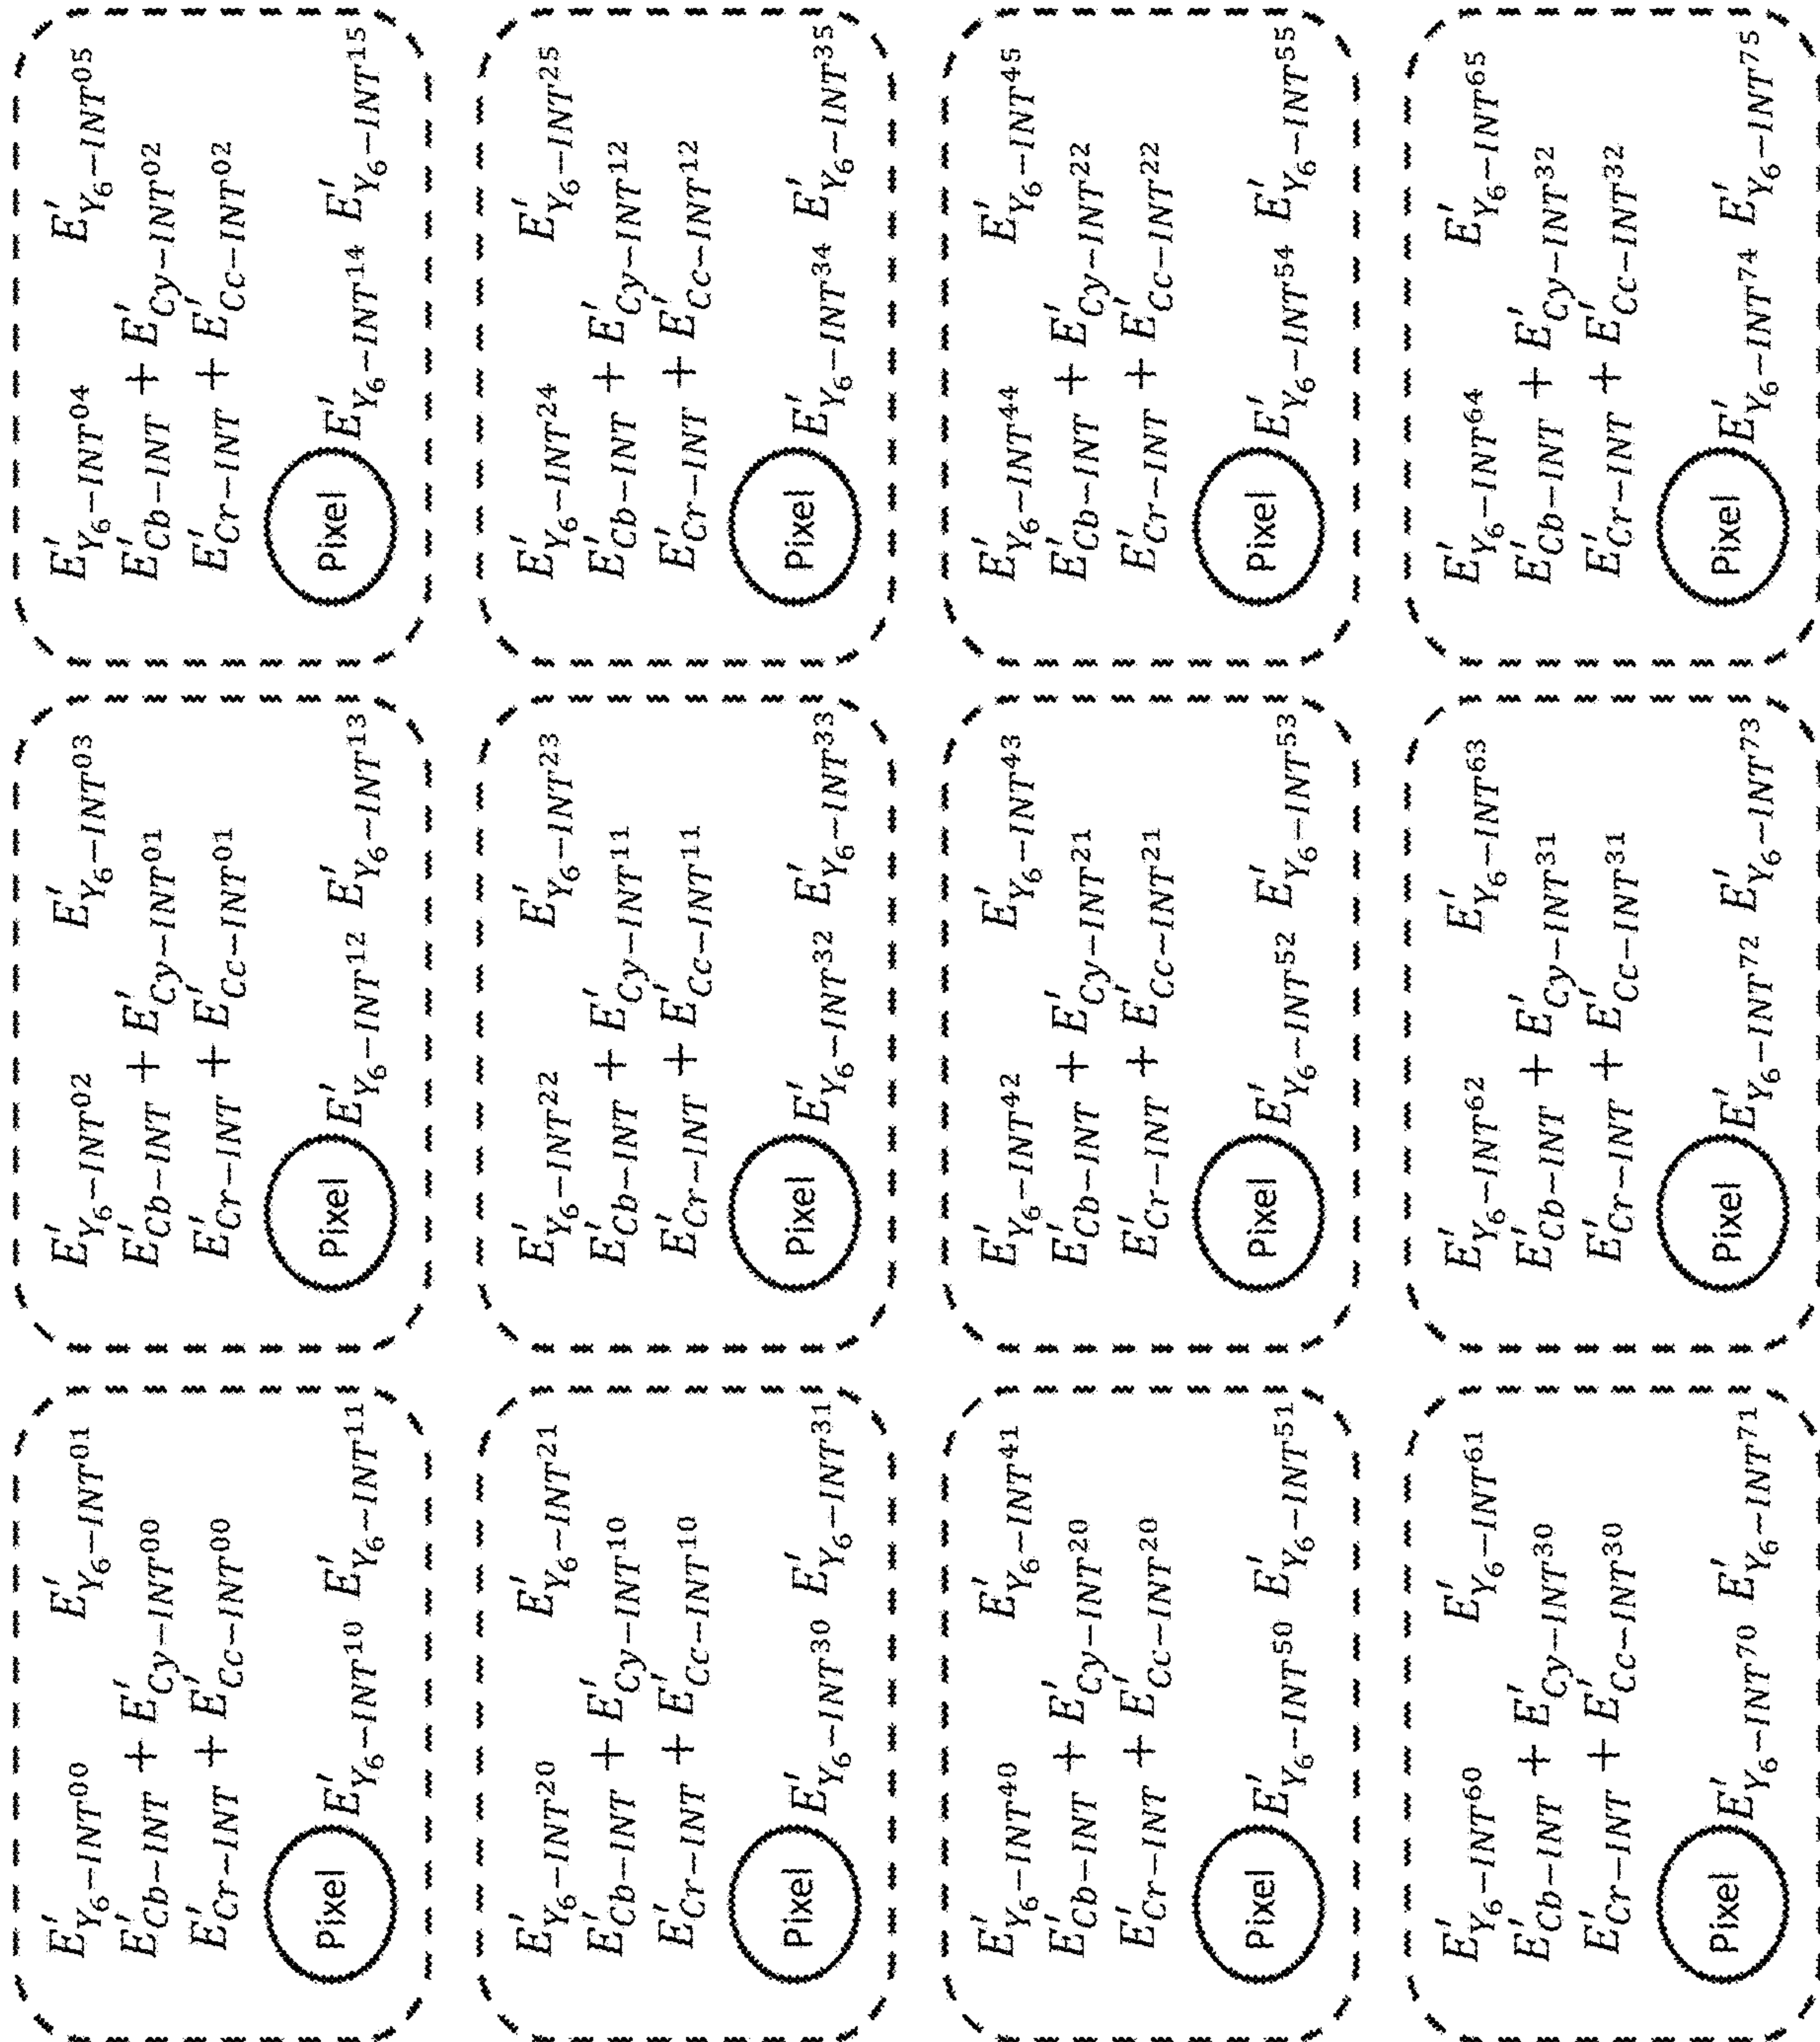 E′Y₆−INT⁰⁰ E′Y₆−INT⁰¹
E′Cb−INT + E′Cy−INT⁰⁰
E′Cr−INT + E′Cc−INT⁰⁰
Pixel E′Y₆−INT¹⁰ E′Y₆−INT¹¹
E′Y₆−INT⁰² E′Y₆−INT⁰³
E′Cb−INT + E′Cy−INT⁰¹
E′Cr−INT + E′Cc−INT⁰¹
Pixel E′Y₆−INT¹² E′Y₆−INT¹³
E′Y₆−INT⁰⁴ E′Y₆−INT⁰⁵
E′Cb−INT + E′Cy−INT⁰²
E′Cr−INT + E′Cc−INT⁰²
Pixel E′Y₆−INT¹⁴ E′Y₆−INT¹⁵
E′Y₆−INT²⁰ E′Y₆−INT²¹
E′Cb−INT + E′Cy−INT¹⁰
E′Cr−INT + E′Cc−INT¹⁰
Pixel E′Y₆−INT³⁰ E′Y₆−INT³¹
E′Y₆−INT²² E′Y₆−INT²³
E′Cb−INT + E′Cy−INT¹¹
E′Cr−INT + E′Cc−INT¹¹
Pixel E′Y₆−INT³² E′Y₆−INT³³
E′Y₆−INT²⁴ E′Y₆−INT²⁵
E′Cb−INT + E′Cy−INT¹²
E′Cr−INT + E′Cc−INT¹²
Pixel E′Y₆−INT³⁴ E′Y₆−INT³⁵
E′Y₆−INT⁴⁰ E′Y₆−INT⁴¹
E′Cb−INT + E′Cy−INT²⁰
E′Cr−INT + E′Cc−INT²⁰
Pixel E′Y₆−INT⁵⁰ E′Y₆−INT⁵¹
E′Y₆−INT⁴² E′Y₆−INT⁴³
E′Cb−INT + E′Cy−INT²¹
E′Cr−INT + E′Cc−INT²¹
Pixel E′Y₆−INT⁵² E′Y₆−INT⁵³
E′Y₆−INT⁴⁴ E′Y₆−INT⁴⁵
E′Cb−INT + E′Cy−INT²²
E′Cr−INT + E′Cc−INT²²
Pixel E′Y₆−INT⁵⁴ E′Y₆−INT⁵⁵
E′Y₆−INT⁶⁰ E′Y₆−INT⁶¹
E′Cb−INT + E′Cy−INT³⁰
E′Cr−INT + E′Cc−INT³⁰
Pixel E′Y₆−INT⁷⁰ E′Y₆−INT⁷¹
E′Y₆−INT⁶² E′Y₆−INT⁶³
E′Cb−INT + E′Cy−INT³¹
E′Cr−INT + E′Cc−INT³¹
Pixel E′Y₆−INT⁷² E′Y₆−INT⁷³
E′Y₆−INT⁶⁴ E′Y₆−INT⁶⁵
E′Cb−INT + E′Cy−INT³²
E′Cr−INT + E′Cc−INT³²
Pixel E′Y₆−INT⁷⁴ E′Y₆−INT⁷⁵